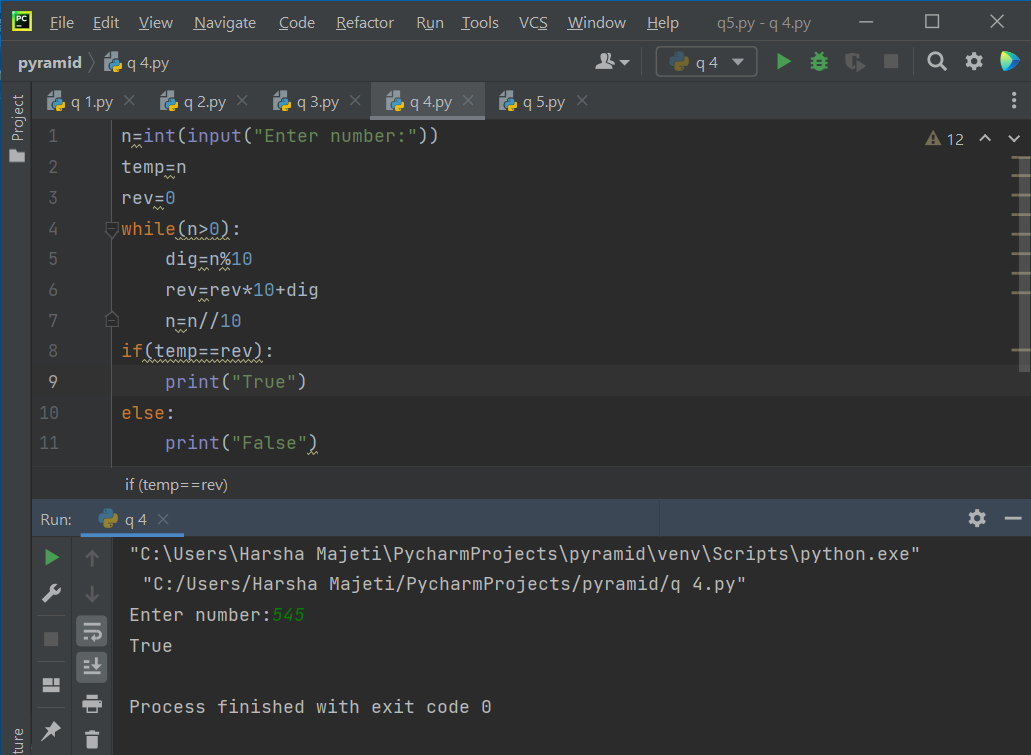 PC File Edit View Navigate Code Refactor Run Tools VCS Window Help q5.py - q 4.py
pyramid q 4.py q 4
q 1.py q 2.py q 3.py q 4.py q 5.py
Project
1 n=int(input("Enter number:"))
12
2 temp=n
3 rev=0
4 while(n>0):
5     dig=n%10
6     rev=rev*10+dig
7     n=n//10
8 if(temp==rev):
9     print("True")
10 else:
11     print("False")
if (temp==rev)
Run: q 4
"C:\Users\Harsha Majeti\PycharmProjects\pyramid\venv\Scripts\python.exe"
"C:/Users/Harsha Majeti/PycharmProjects/pyramid/q 4.py"
Enter number:545
True
Process finished with exit code 0
ture